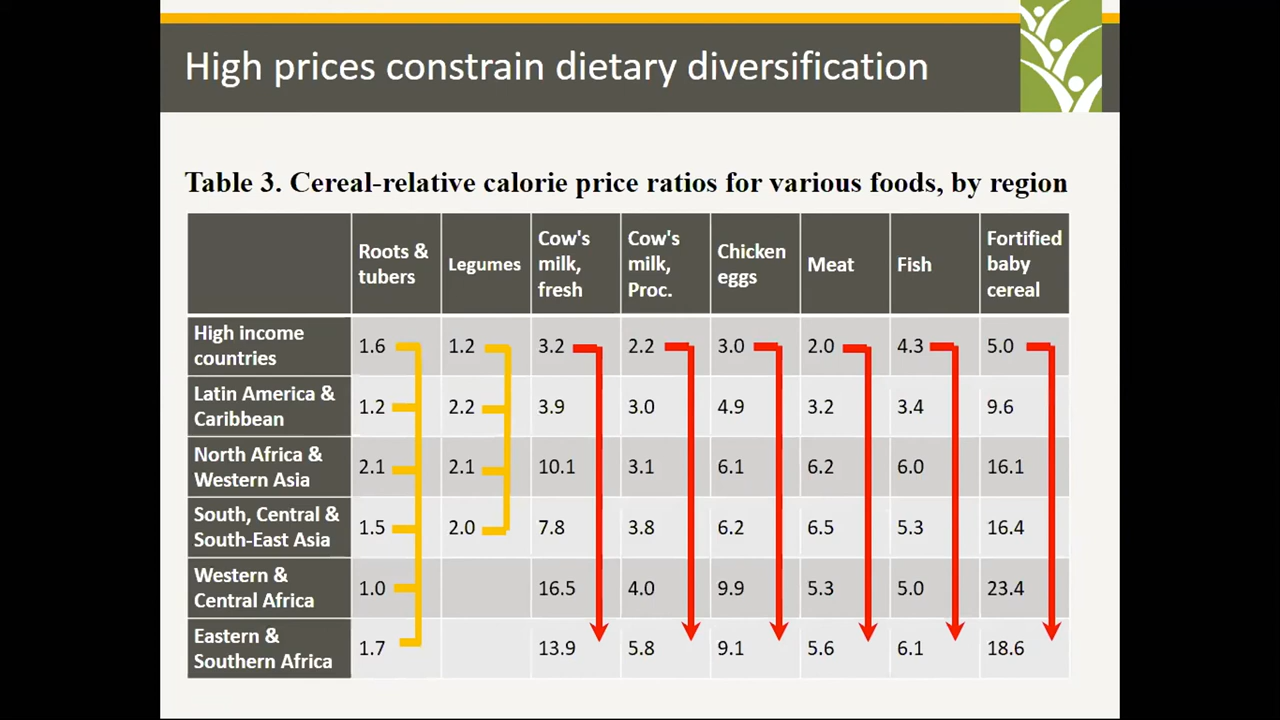 High prices constrain dietary diversification
Table 3. Cereal-relative calorie price ratios for various foods, by region
Roots & tubers Legumes Cow's milk, fresh Cow's milk, Proc. Chicken eggs Meat Fish Fortified baby cereal
High income countries 1.6 1.2 3.2 2.2 3.0 2.0 4.3 5.0
Latin America & Caribbean 1.2 2.2 3.9 3.0 4.9 3.2 3.4 9.6
North Africa & Western Asia 2.1 2.1 10.1 3.1 6.1 6.2 6.0 16.1
South, Central & South-East Asia 1.5 2.0 7.8 3.8 6.2 6.5 5.3 16.4
Western & Central Africa 1.0 16.5 4.0 9.9 5.3 5.0 23.4
Eastern & Southern Africa 1.7 13.9 5.8 9.1 5.6 6.1 18.6